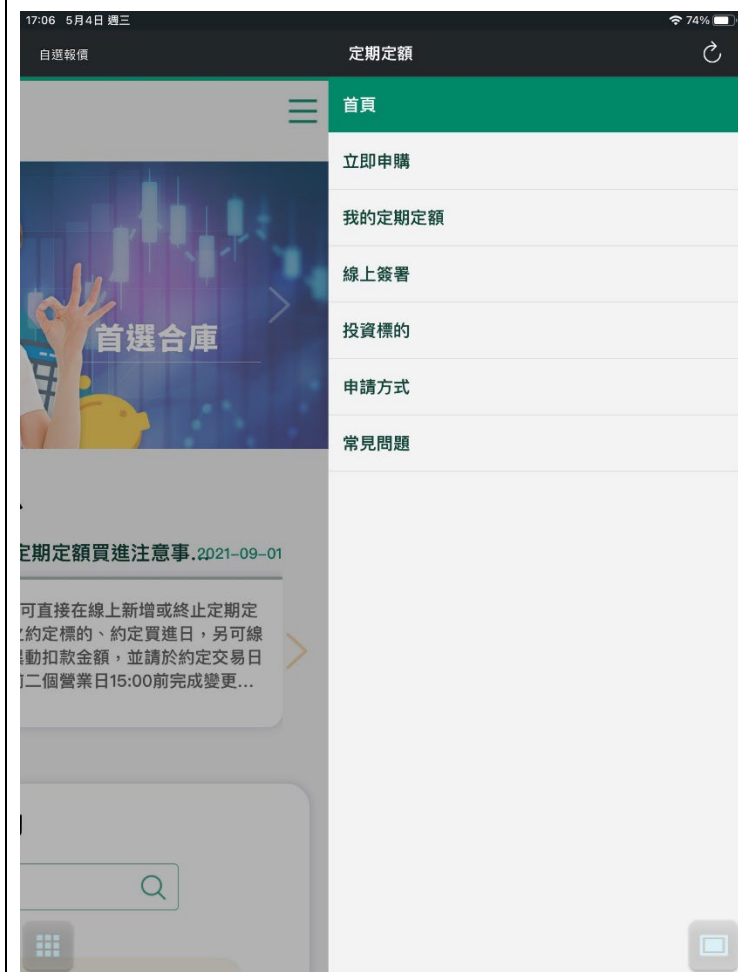 17:06 5月4日 週三
74%
自選報價
定期定額
首頁
立即申購
我的定期定額
線上簽署
投資標的
申請方式
常見問題
首選合庫
定期定額買進注意事...2021-09-01
可直接在線上新增或終止定期定
約定標的、約定買進日，另可線
動扣款金額，並請於約定交易日
二個營業日15:00前完成變更...